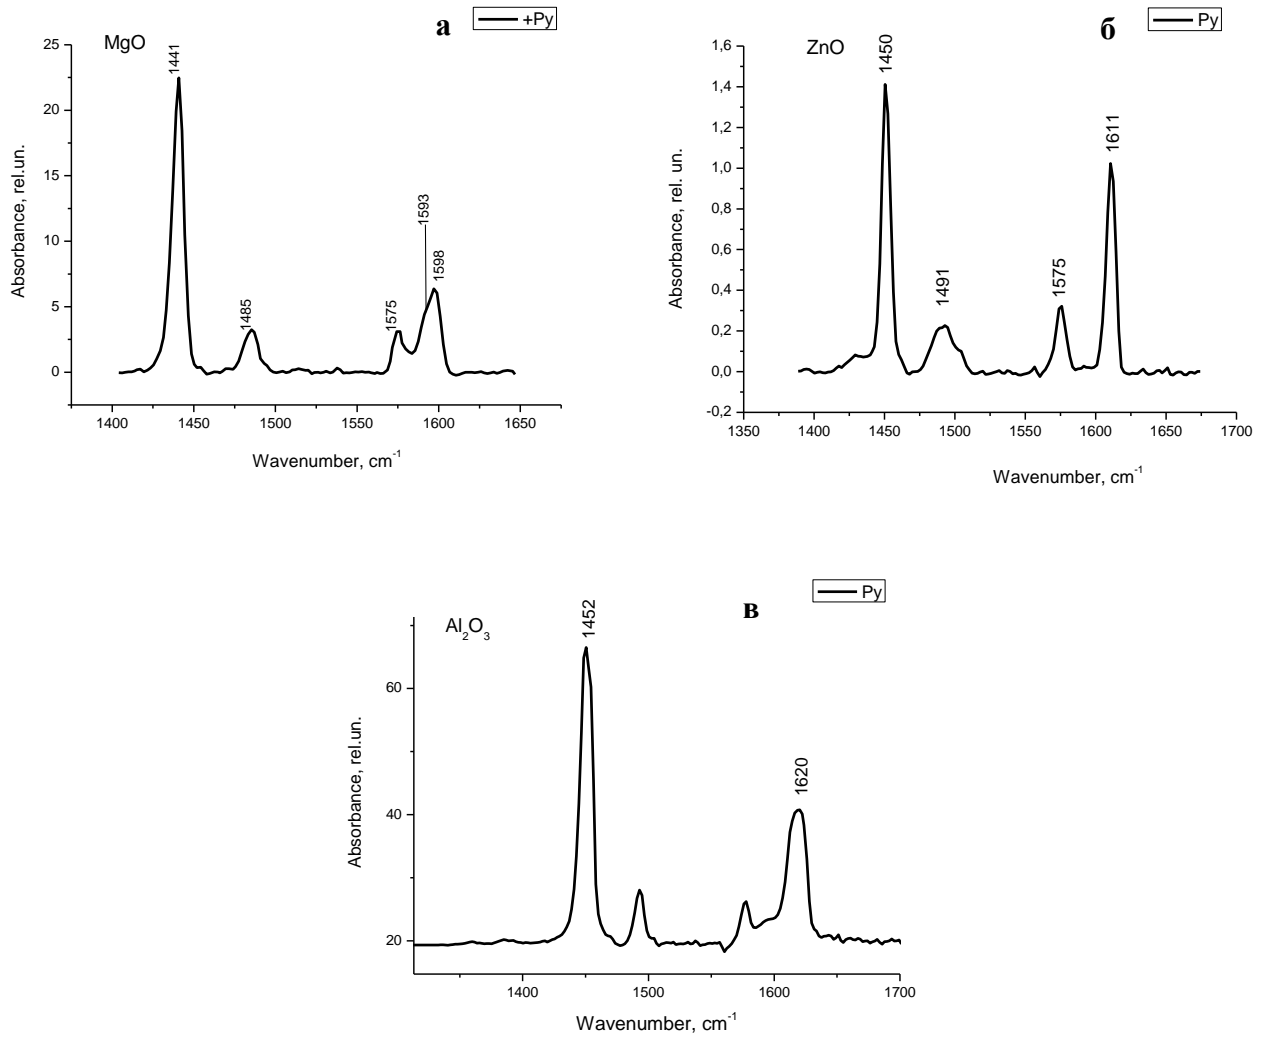 а
+Py
MgO
25
20
15
10
5
0
Absorbance, rel.un.
1441
1485
1575
1593
1598
1400 1450 1500 1550 1600 1650
Wavenumber, cm-1
б
Py
ZnO
1,6
1,4
1,2
1,0
0,8
0,6
0,4
0,2
0,0
-0,2
Absorbance, rel. un.
1450
1491
1575
1611
1350 1400 1450 1500 1550 1600 1650 1700
Wavenumber, cm-1
в
Py
Al2O3
60
40
20
Absorbance, rel.un.
1452
1620
1400 1500 1600 1700
Wavenumber, cm-1